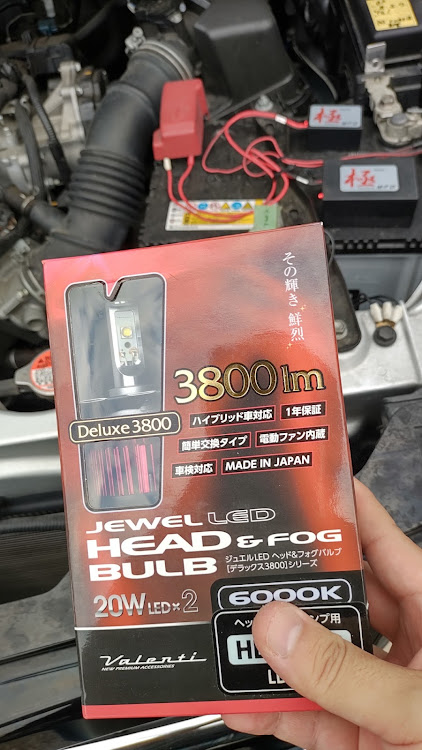 極
極
その輝き、鮮烈。
3800 lm
Deluxe 3800
ハイブリッド車対応
1年保証
簡単交換タイプ
電動ファン内蔵
車検対応
MADE IN JAPAN
JEWEL LED
HEAD & FOG
BULB
ジュエルLED ヘッド&フォグバルブ
[デラックス3800]シリーズ
20W LED×2
6000K
Valenti
NEW PREMIUM ACCESSORIES